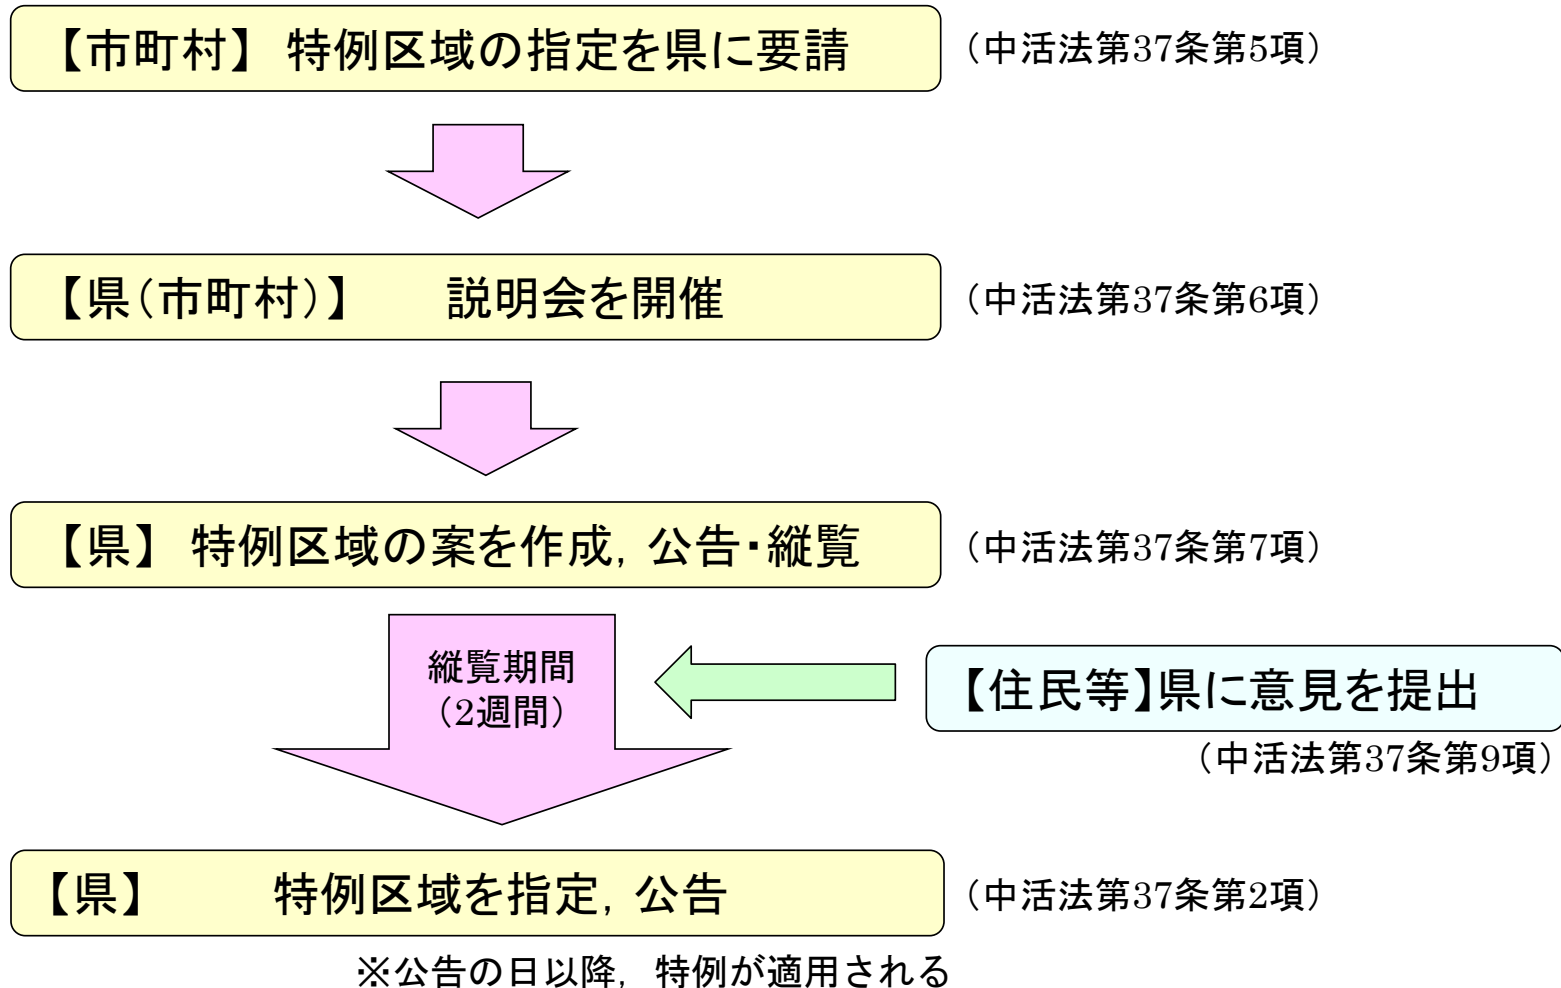 【市町村】 特例区域の指定を県に要請
（中活法第37条第5項）
【県（市町村）】　　説明会を開催
（中活法第37条第6項）
【県】 特例区域の案を作成，公告・縦覧
（中活法第37条第7項）
縦覧期間
（2週間）
【住民等】県に意見を提出
（中活法第37条第9項）
【県】　　　特例区域を指定，公告
（中活法第37条第2項）
※公告の日以降，特例が適用される